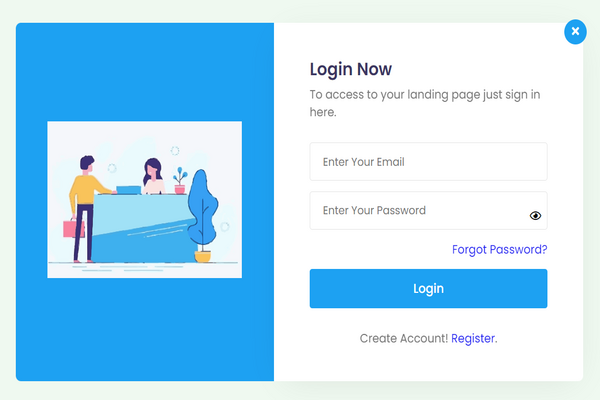 Login Now
To access to your landing page just sign in
here.
Enter Your Email
Enter Your Password
Forgot Password?
Login
Create Account! Register.